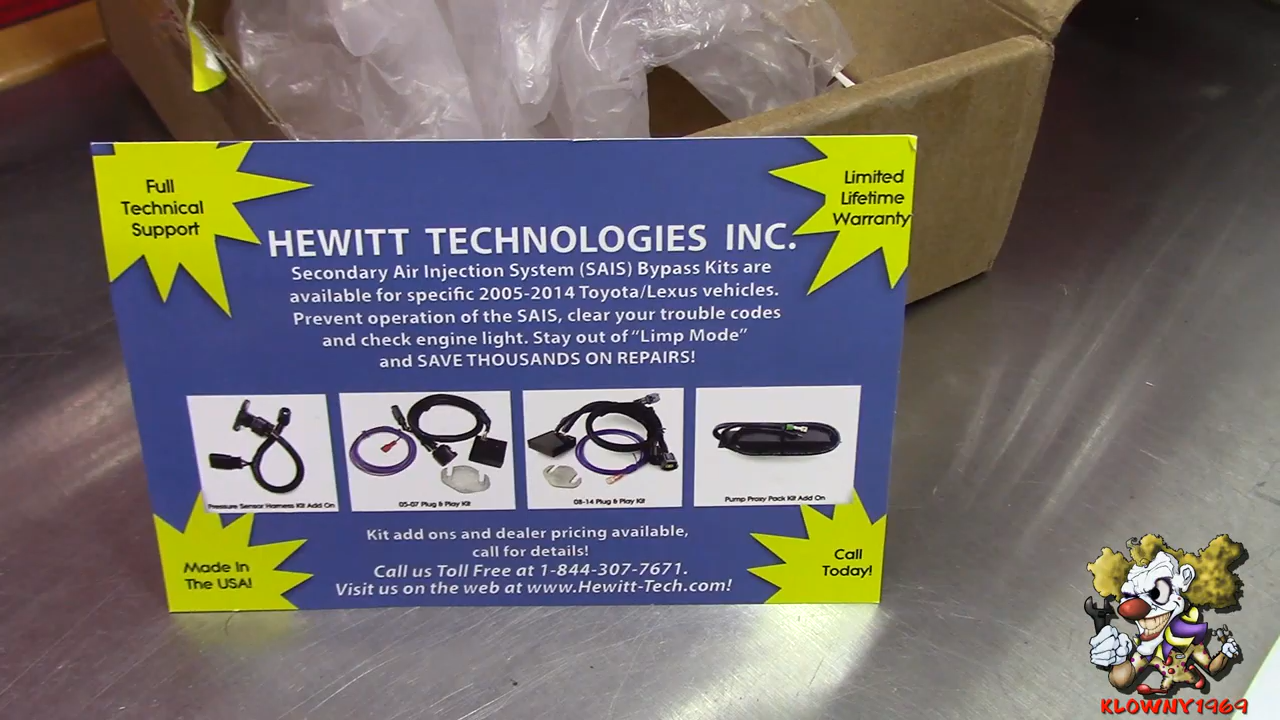 Full
Technical
Support
Limited
Lifetime
Warranty
HEWITT TECHNOLOGIES INC.
Secondary Air Injection System (SAIS) Bypass Kits are
available for specific 2005-2014 Toyota/Lexus vehicles.
Prevent operation of the SAIS, clear your trouble codes
and check engine light. Stay out of "Limp Mode"
and SAVE THOUSANDS ON REPAIRS!
Pressure Sensor Harness Kit Add On
05-07 Plug & Play Kit
08-14 Plug & Play Kit
Pump Proxy Pack Kit Add On
Kit add ons and dealer pricing available,
call for details!
Call us Toll Free at 1-844-307-7671.
Visit us on the web at www.Hewitt-Tech.com!
Made In
The USA!
Call
Today!
KLOWNY1969